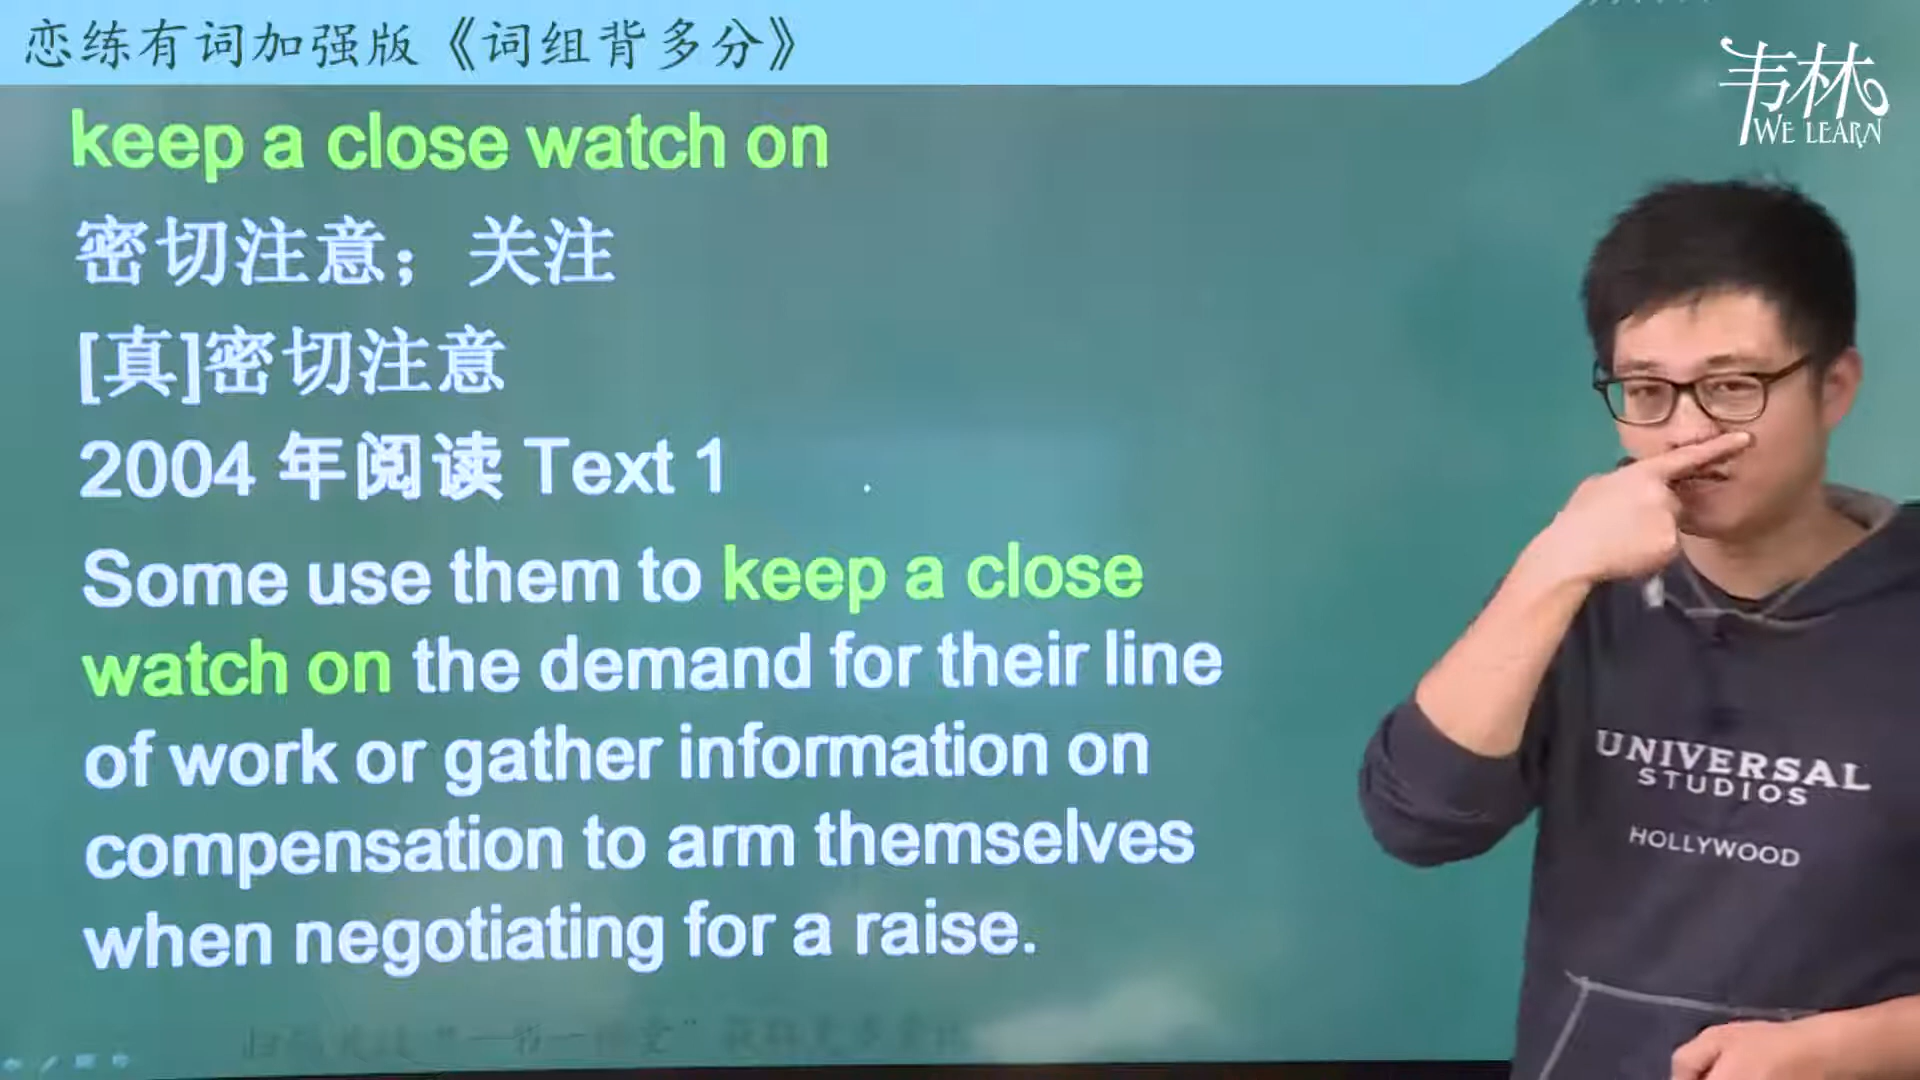 恋练有词加强版《词组背多分》
韦林
WE LEARN
keep a close watch on
密切注意；关注
[真]密切注意
2004 年阅读 Text 1
Some use them to keep a close
watch on the demand for their line
of work or gather information on
compensation to arm themselves
when negotiating for a raise.
UNIVERSAL
STUDIOS
HOLLYWOOD